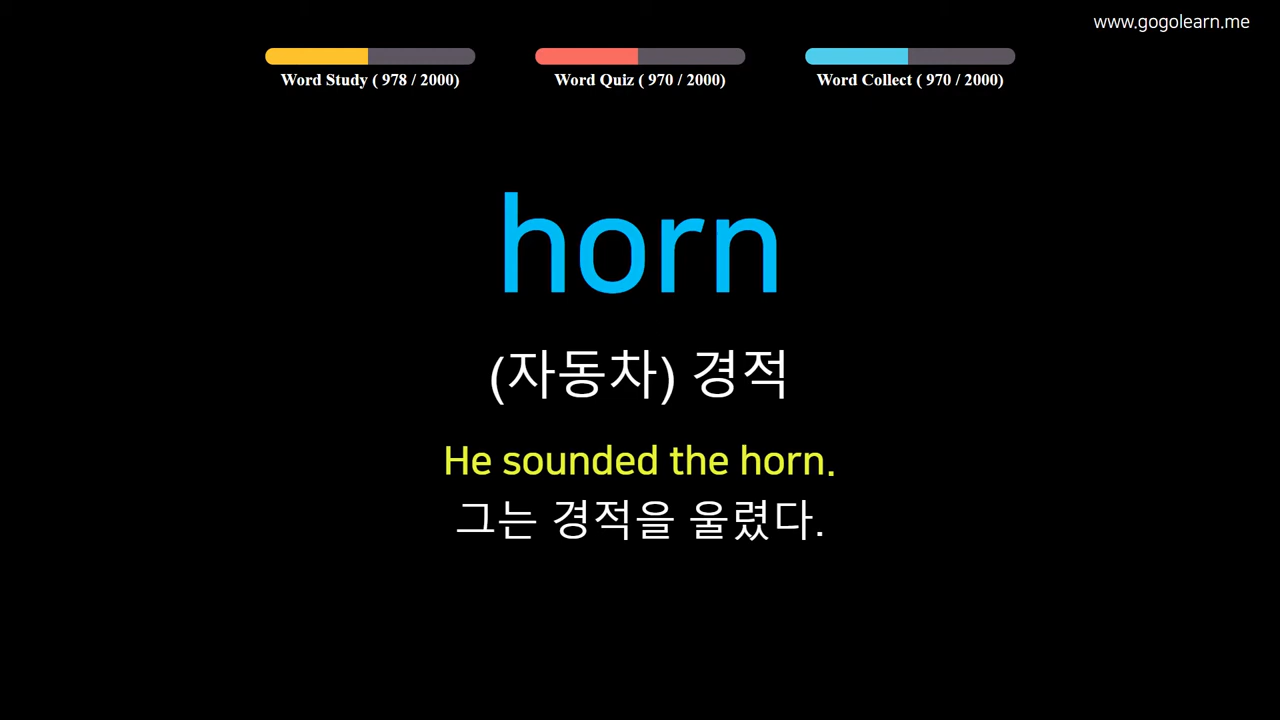 www.gogolearn.me
Word Study ( 978 / 2000)
Word Quiz ( 970 / 2000)
Word Collect ( 970 / 2000)
horn
(자동차) 경적
He sounded the horn.
그는 경적을 울렸다.